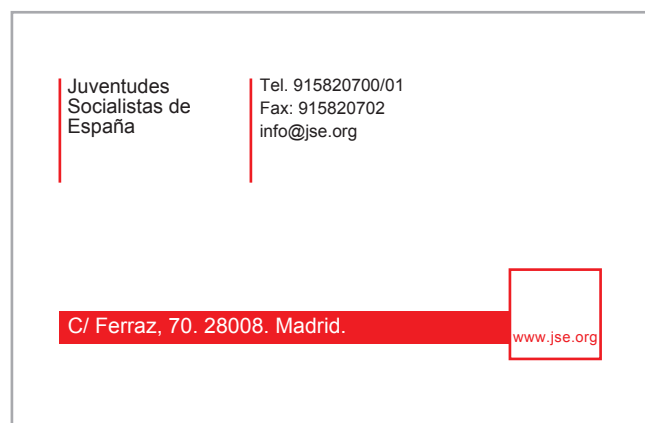 Juventudes
Socialistas de
España
Tel. 915820700/01
Fax: 915820702
info@jse.org
C/ Ferraz, 70. 28008. Madrid.
www.jse.org